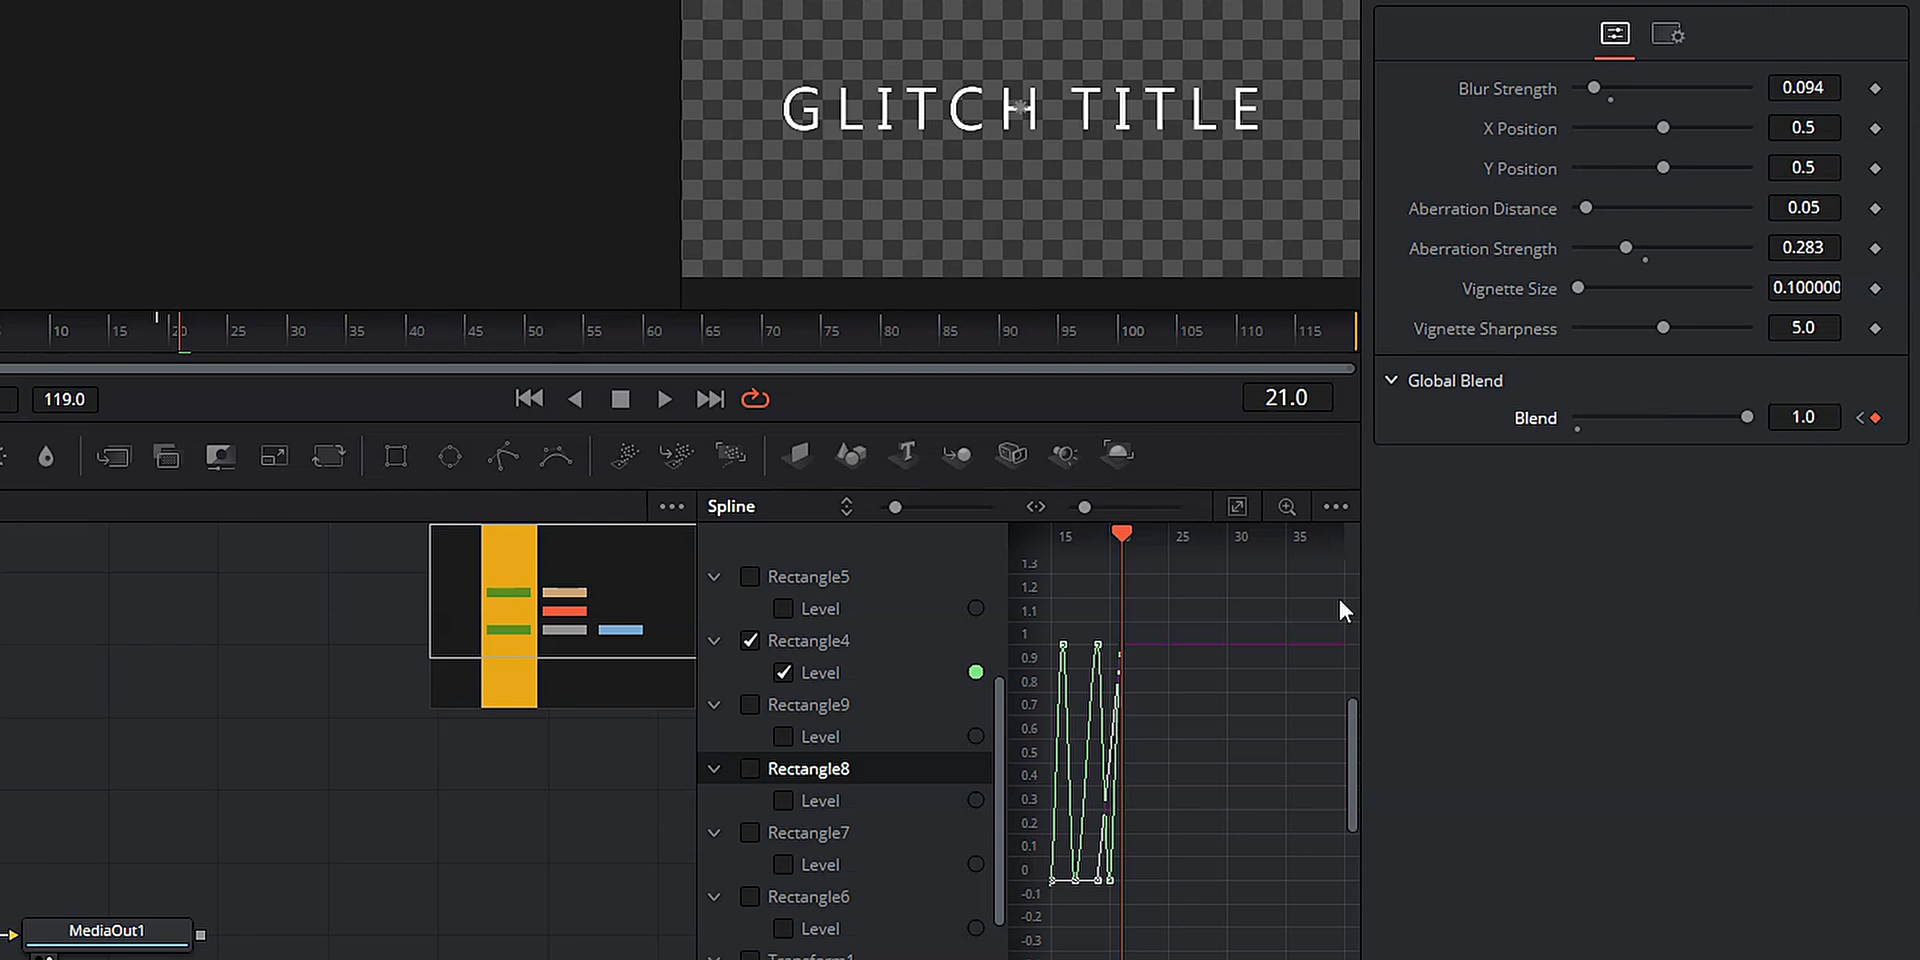 GLITCH TITLE
Blur Strength 0.094
X Position 0.5
Y Position 0.5
Aberration Distance 0.05
Aberration Strength 0.283
Vignette Size 0.100000
Vignette Sharpness 5.0
Global Blend
Blend 1.0
10 15 20 25 30 35 40 45 50 55 60 65 70 75 80 85 90 95 100 105 110 115
119.0
21.0
Spline
15 25 30 35
Rectangle5
Level
Rectangle4
Level
Rectangle9
Level
Rectangle8
Level
Rectangle7
Level
Rectangle6
Level
Transform1
1.3
1.2
1.1
1
0.9
0.8
0.7
0.6
0.5
0.4
0.3
0.2
0.1
0
-0.1
-0.2
-0.3
MediaOut1